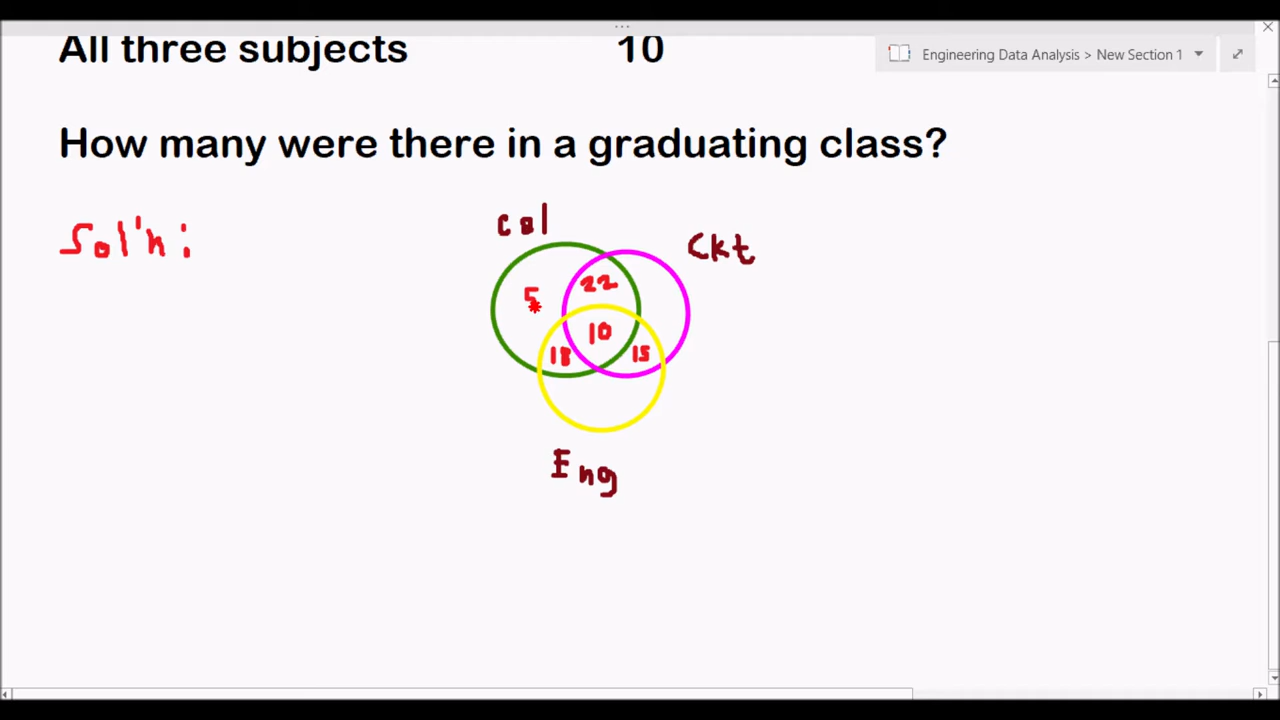 All three subjects 10
Engineering Data Analysis > New Section 1
How many were there in a graduating class?
Sol'n:
Cal
Ckt
5
22
10
18
15
Eng